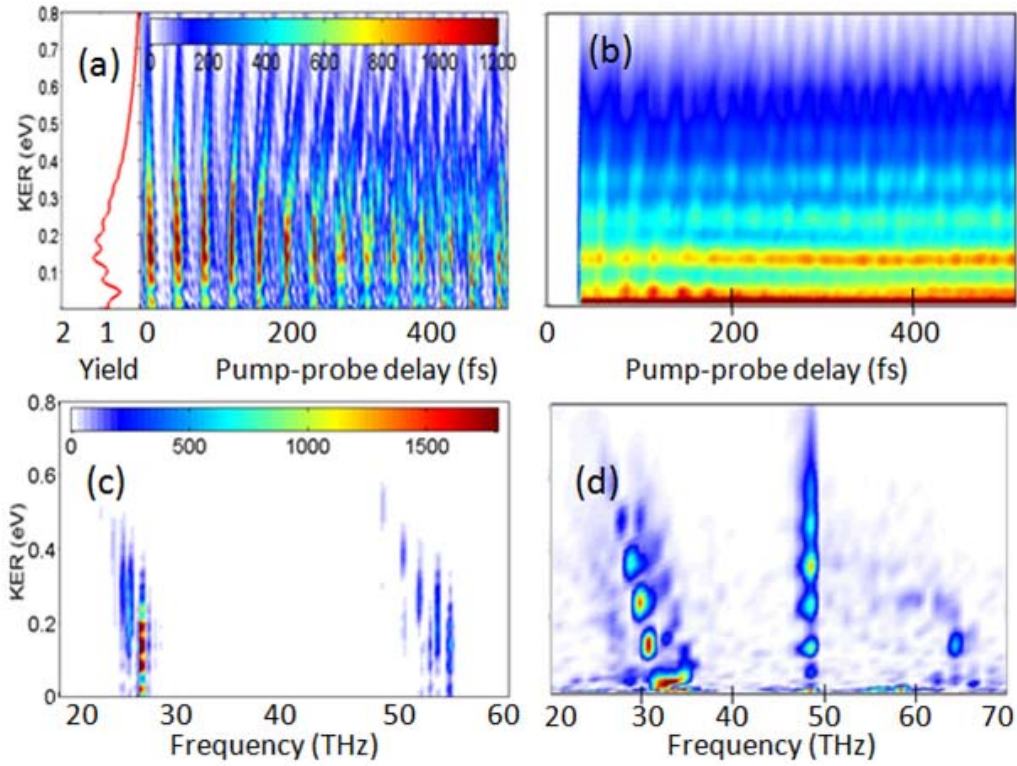 0.8
0.7
0.6
0.5
0.4
0.3
0.2
0.1
KER (eV)
(a)
0 200 400 600 800 1000 1200
2 1 0 200 400
Yield Pump-probe delay (fs)
(b)
0 200 400
Pump-probe delay (fs)
0.8
0.6
0.4
0.2
0
KER (eV)
0 500 1000 1500
(c)
20 30 40 50 60
Frequency (THz)
(d)
20 30 40 50 60 70
Frequency (THz)